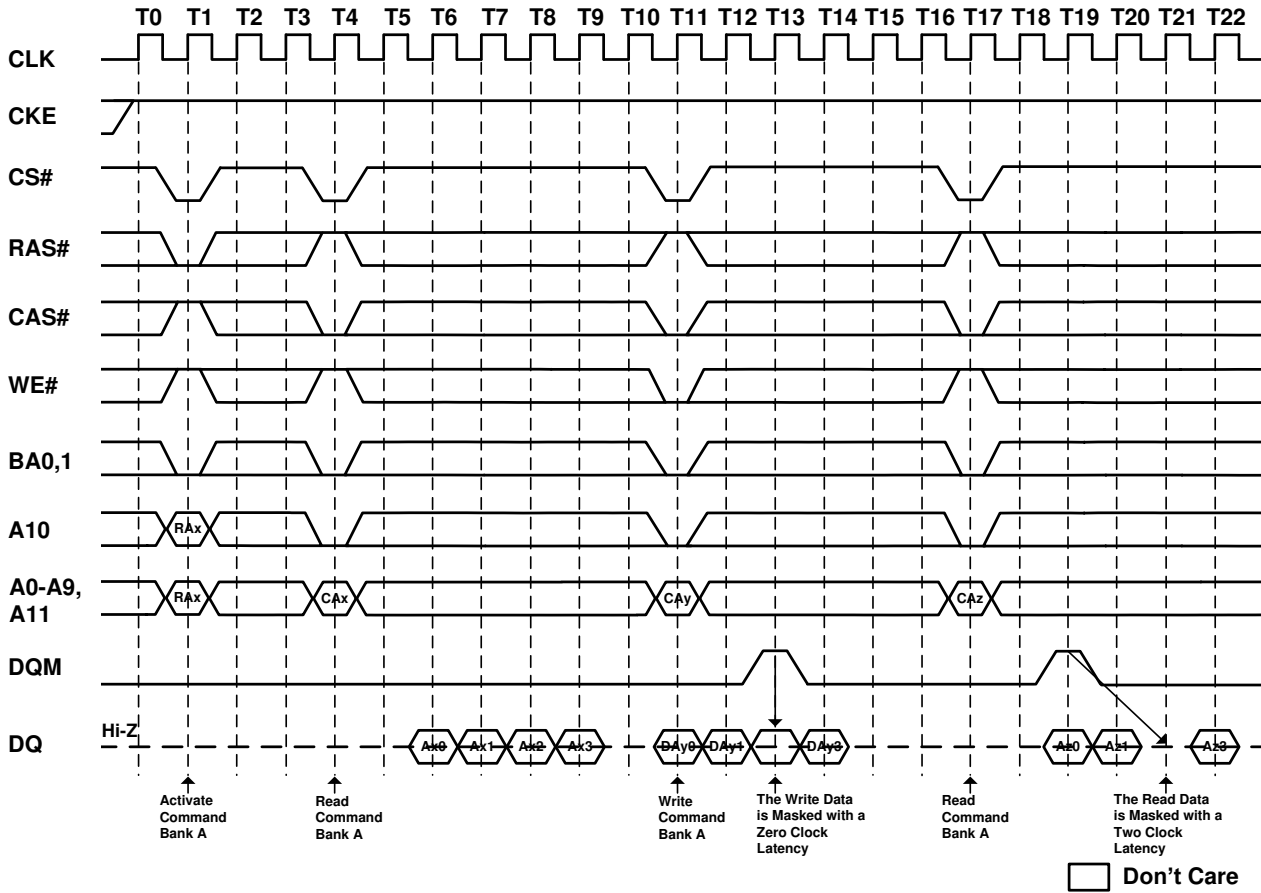 T0 T1 T2 T3 T4 T5 T6 T7 T8 T9 T10 T11 T12 T13 T14 T15 T16 T17 T18 T19 T20 T21 T22
CLK
CKE
CS#
RAS#
CAS#
WE#
BA0,1
A10
RAx
A0-A9,
A11
RAx CAx CAy CAz
DQM
DQ
Hi-Z
Ax0 Ax1 Ax2 Ax3 DAy0 DAy1 DAy3 Az0 Az1 Az3
Activate
Command
Bank A
Read
Command
Bank A
Write
Command
Bank A
The Write Data
is Masked with a
Zero Clock
Latency
Read
Command
Bank A
The Read Data
is Masked with a
Two Clock
Latency
Don't Care